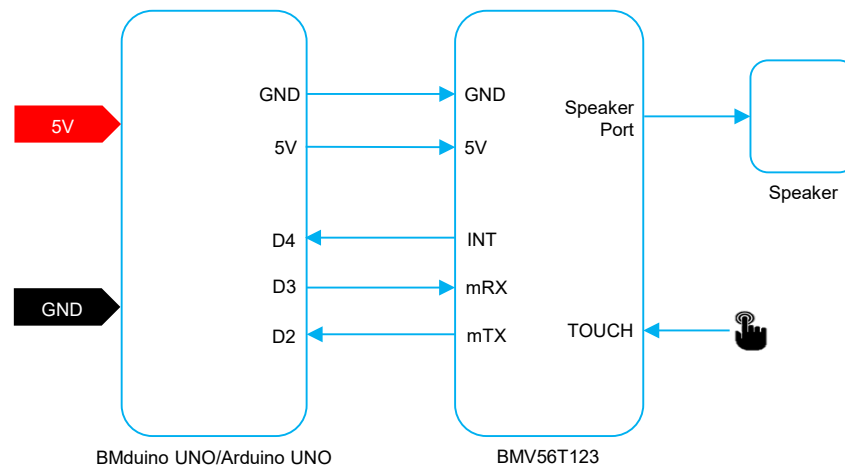 5V
GND
GND
5V
D4
D3
D2
BMduino UNO/Arduino UNO
GND
5V
INT
mRX
mTX
Speaker
Port
TOUCH
BMV56T123
Speaker